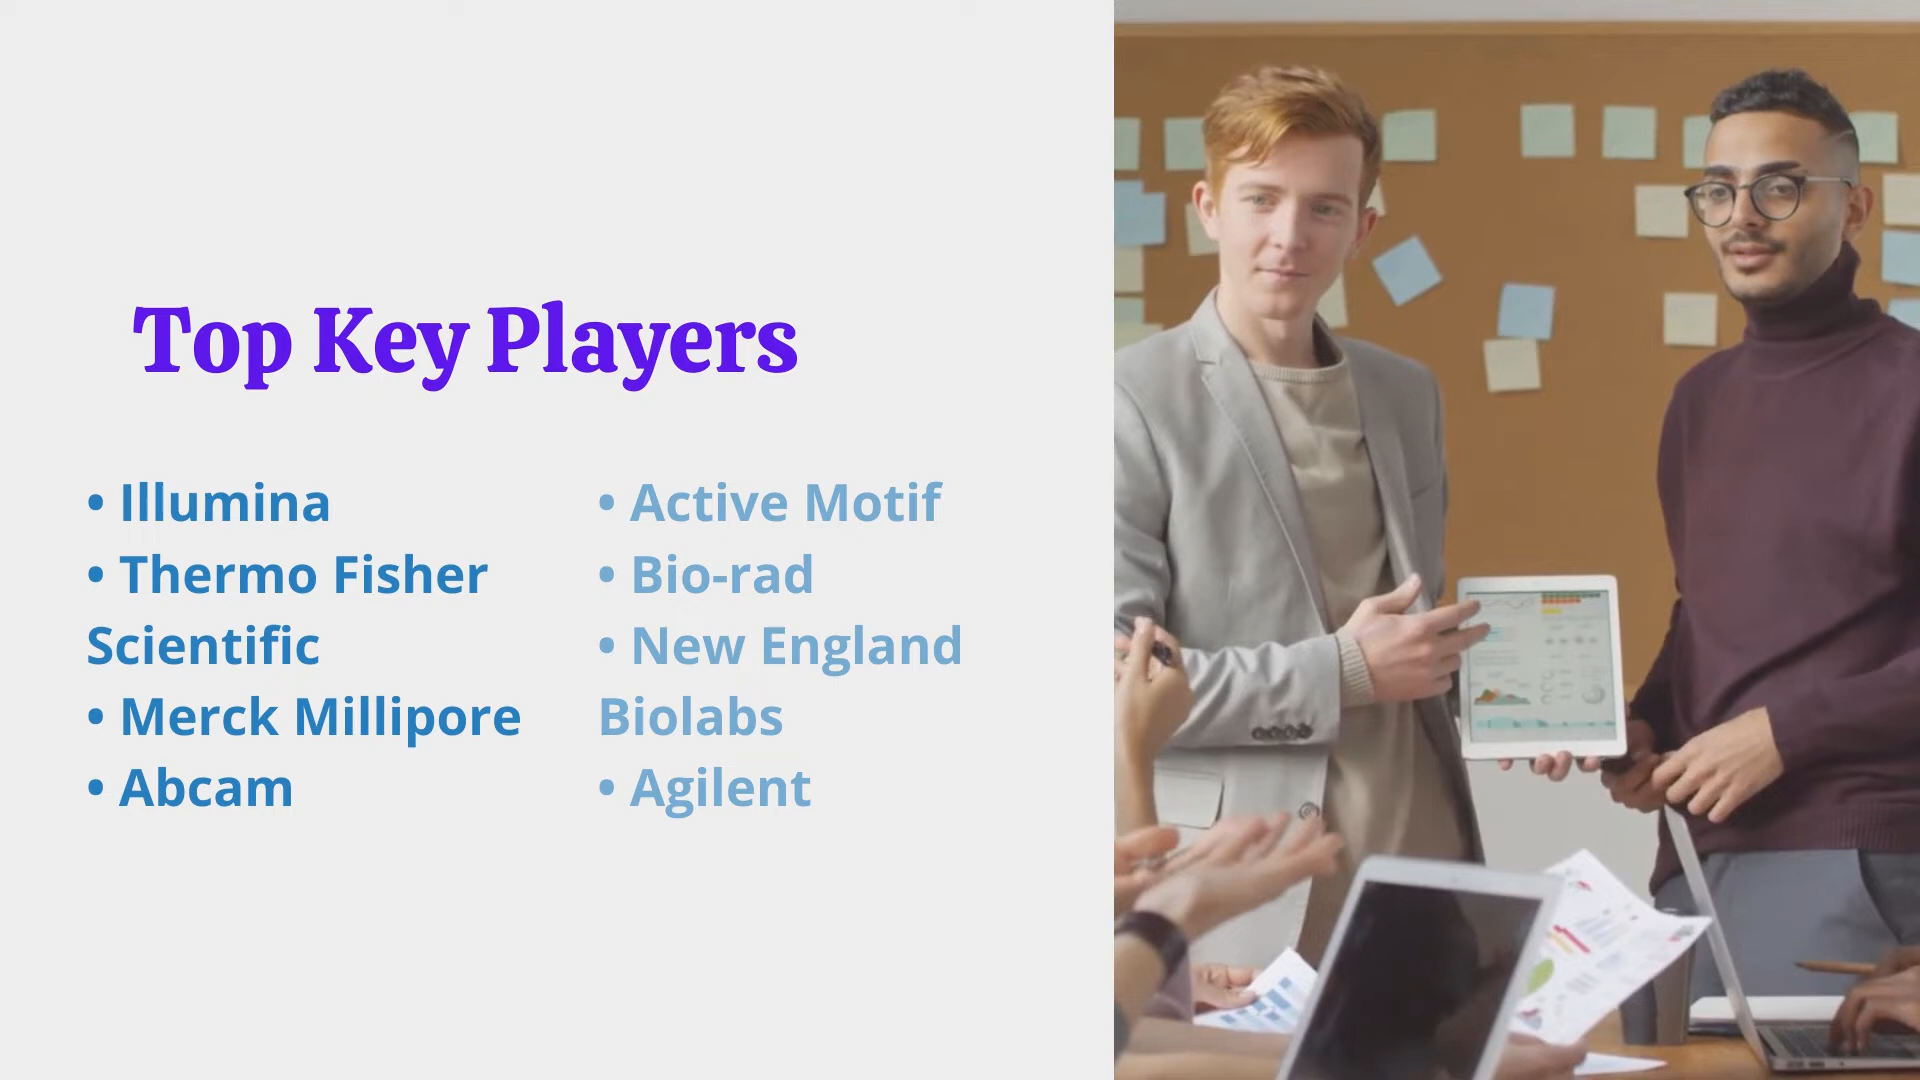 Top Key Players
• Illumina
• Thermo Fisher
Scientific
• Merck Millipore
• Abcam
• Active Motif
• Bio-rad
• New England
Biolabs
• Agilent